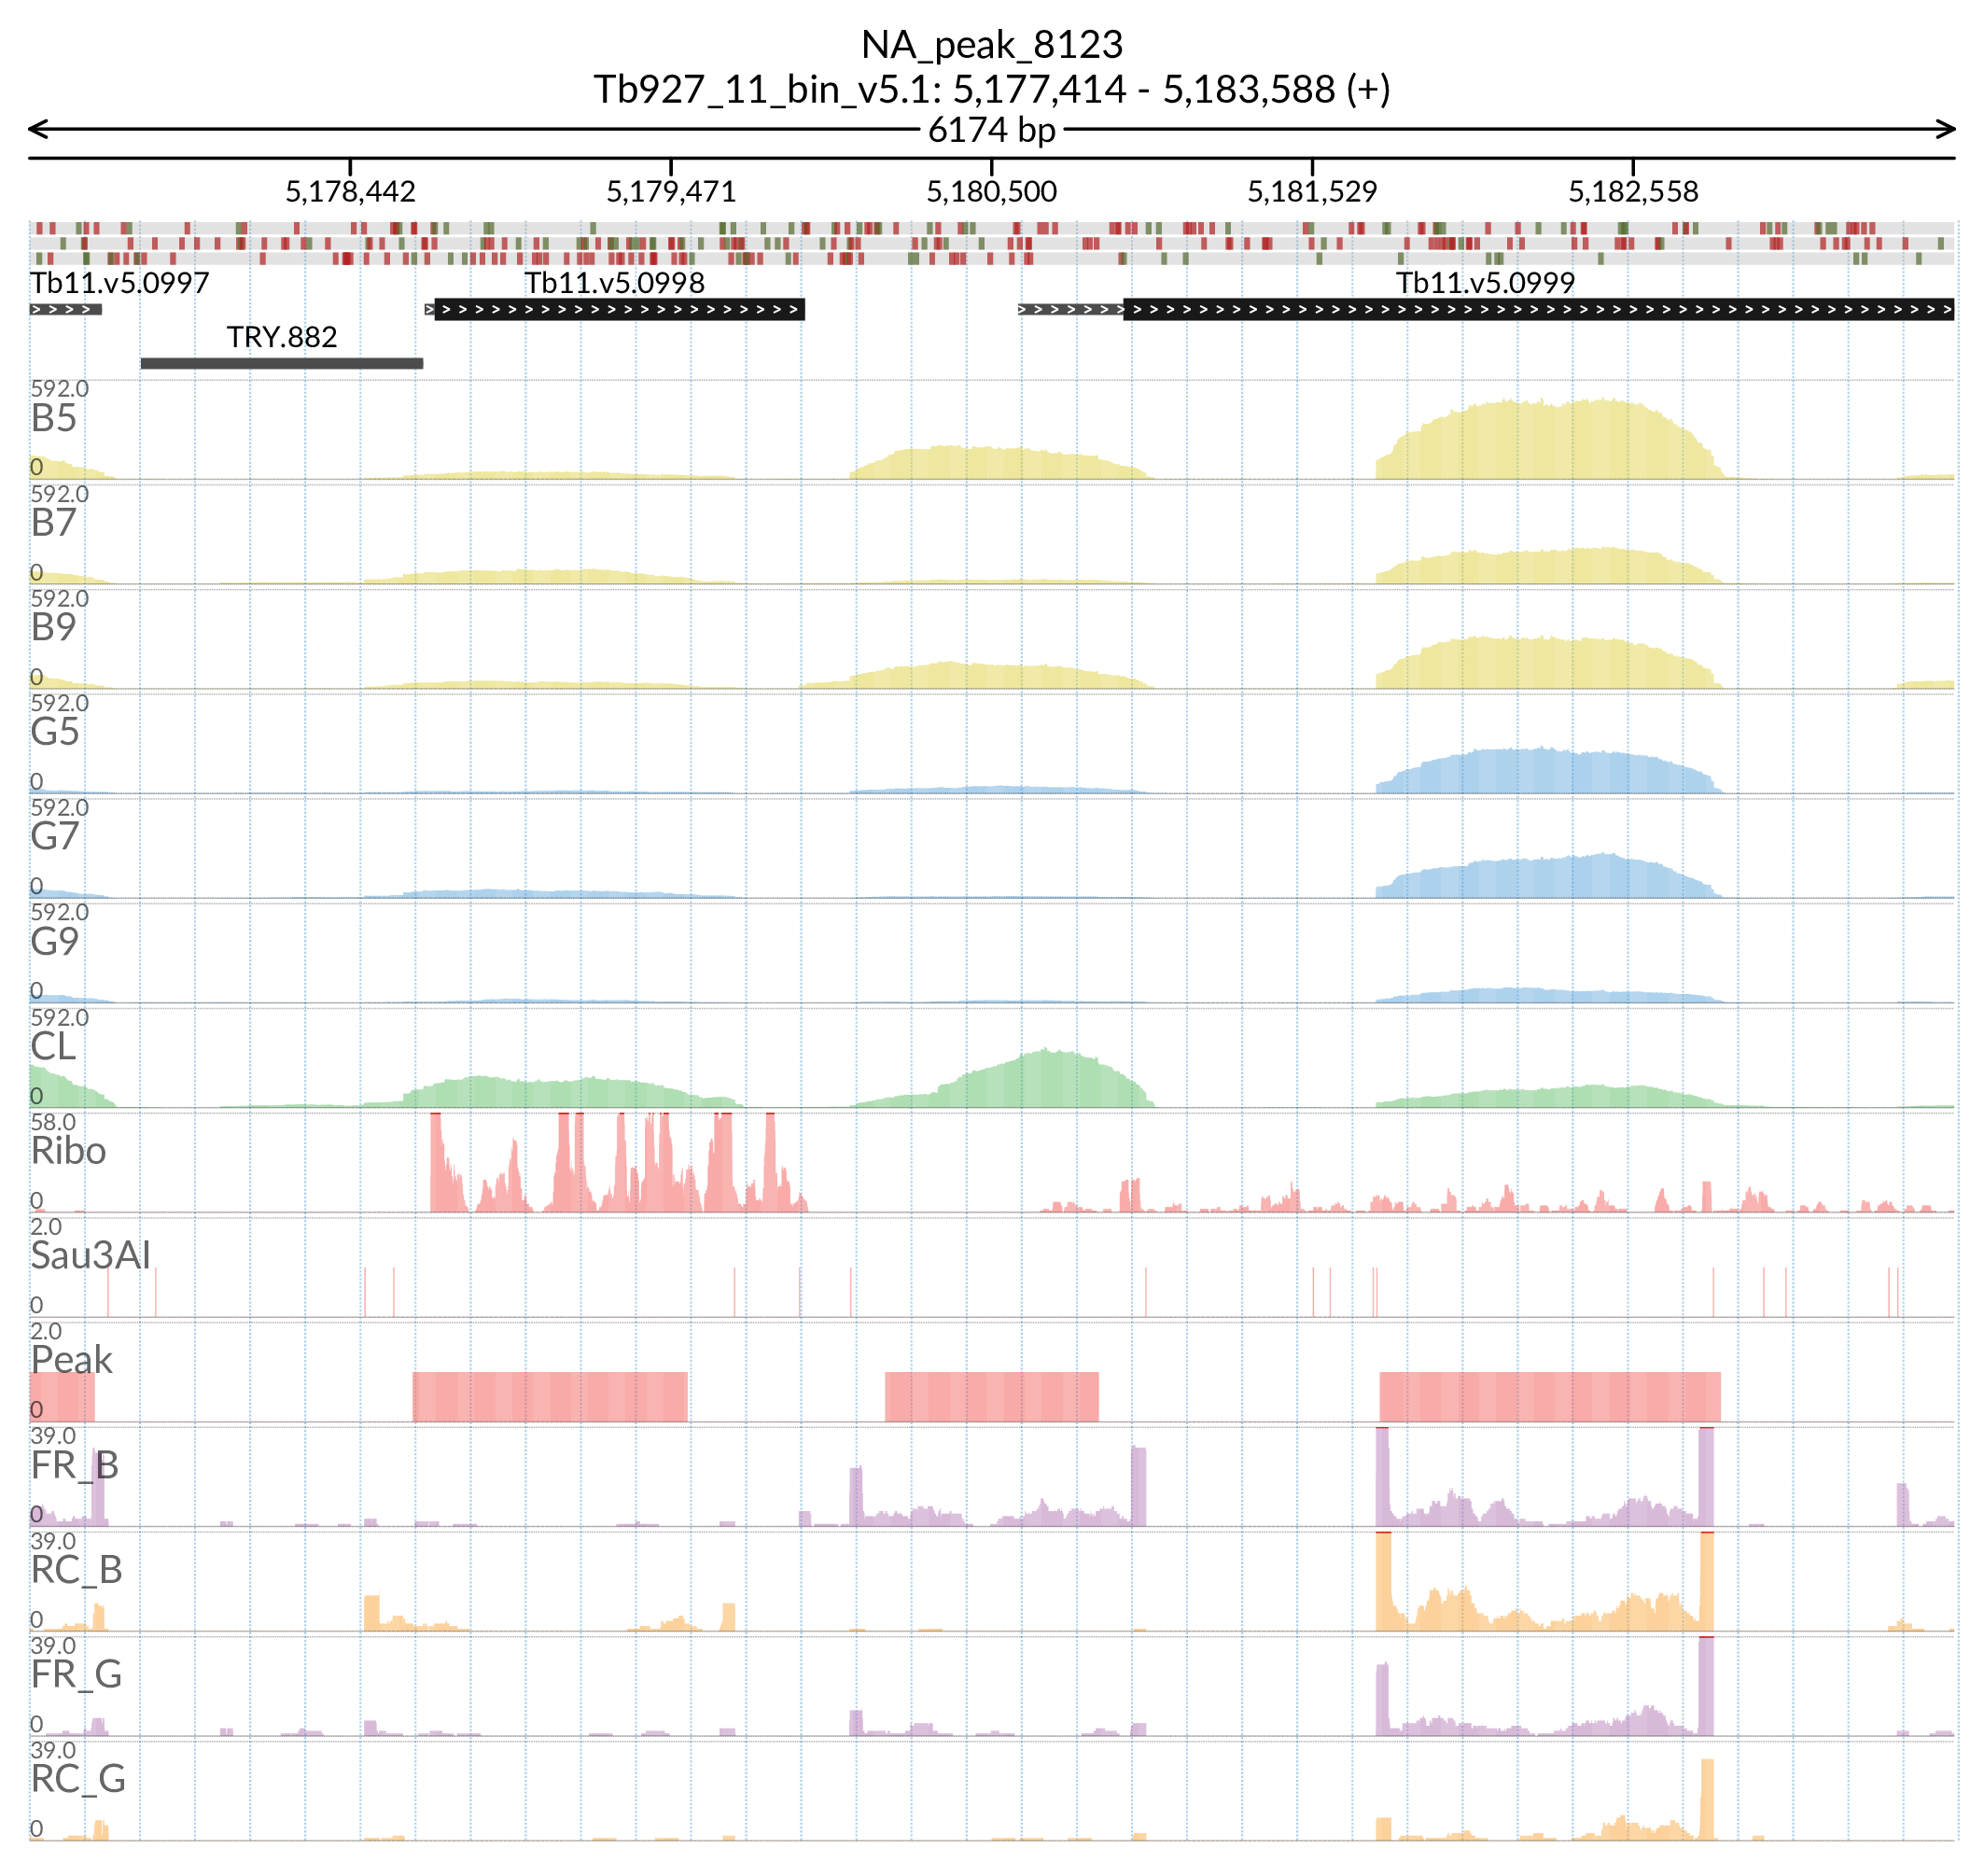 NA_peak_8123
Tb927_11_bin_v5.1: 5,177,414 - 5,183,588 (+)
6174 bp
5,178,442 5,179,471 5,180,500 5,181,529 5,182,558
Tb11.v5.0997 Tb11.v5.0998 Tb11.v5.0999
TRY.882
592.0
B5
0
592.0
B7
0
592.0
B9
0
592.0
G5
0
592.0
G7
0
592.0
G9
0
592.0
CL
0
58.0
Ribo
0
2.0
Sau3AI
0
2.0
Peak
0
39.0
FR_B
0
39.0
RC_B
0
39.0
FR_G
0
39.0
RC_G
0